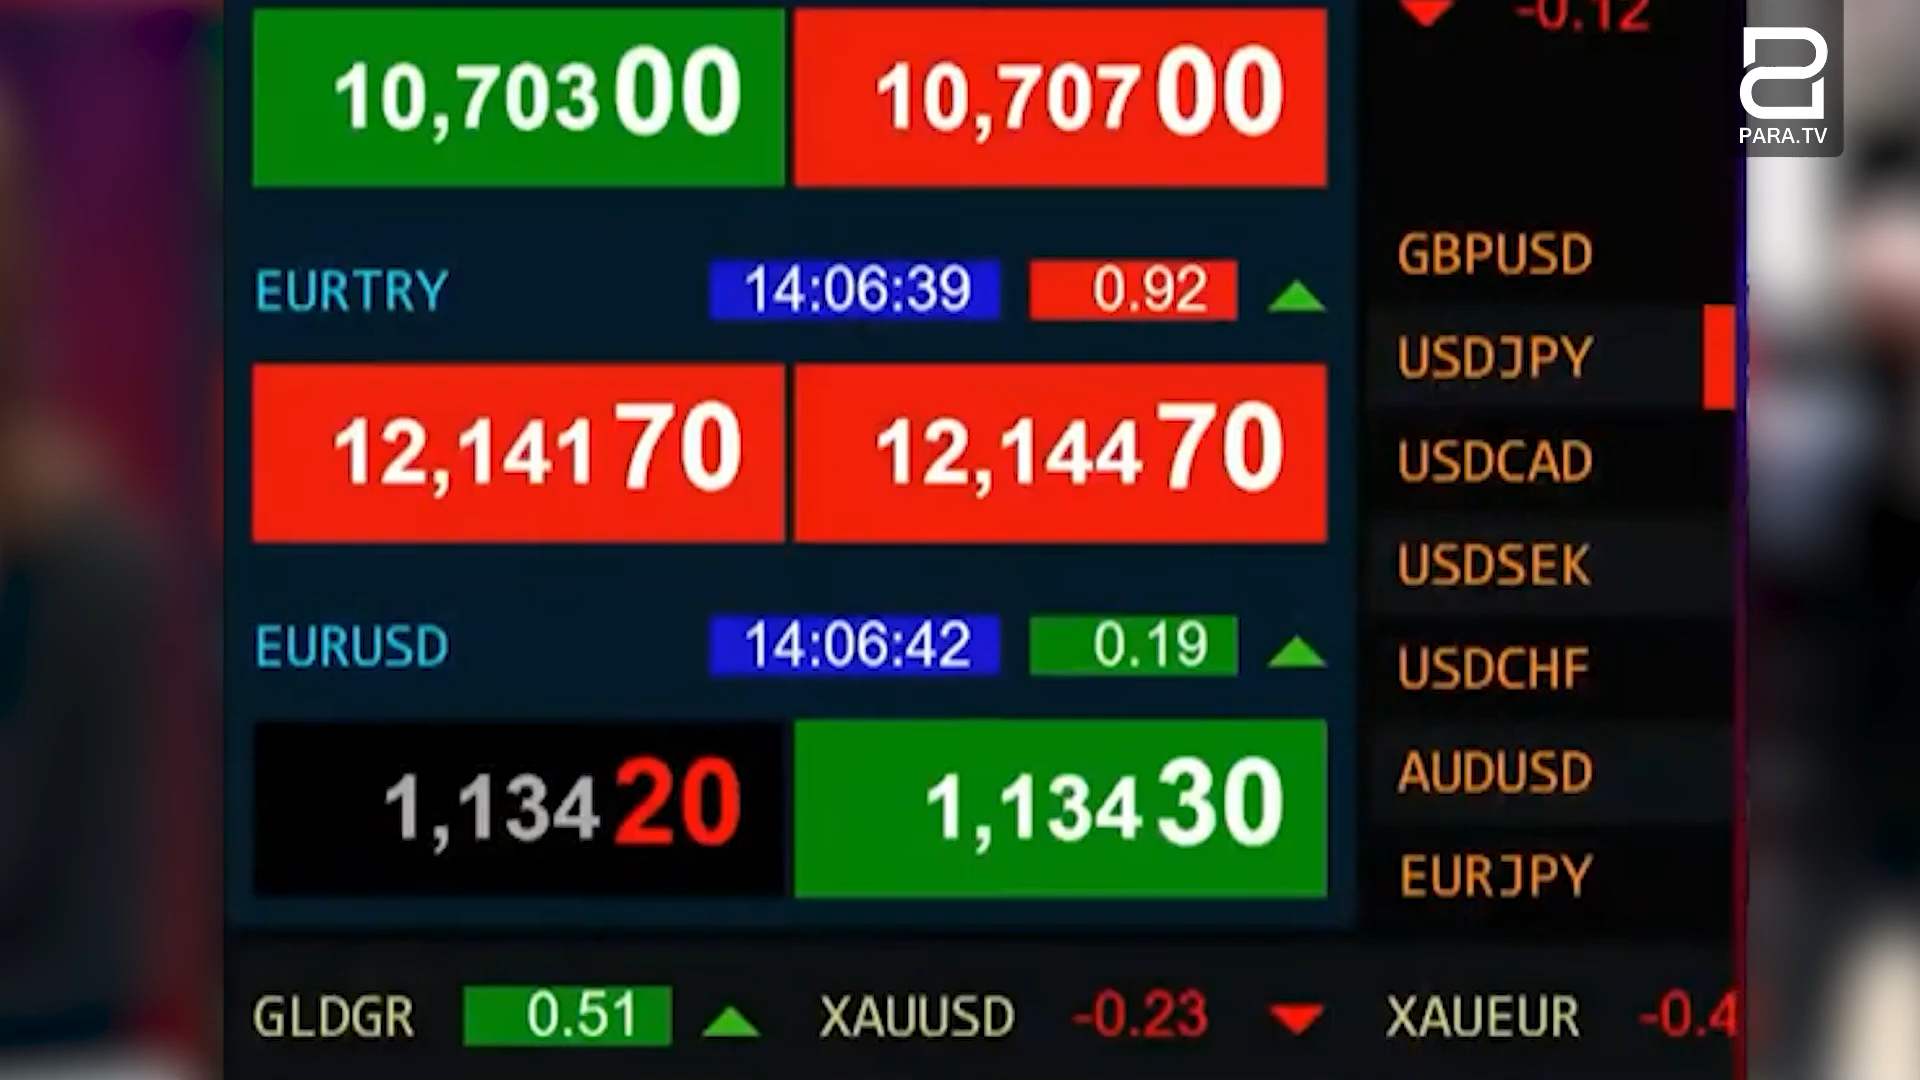 -0.12
PARA.TV
10,703 00
10,707 00
EURTRY 14:06:39 0.92
12,141 70
12,144 70
EURUSD 14:06:42 0.19
1,134 20
1,134 30
GBPUSD
USDJPY
USDCAD
USDSEK
USDCHF
AUDUSD
EURJPY
GLDGR 0.51 XAUUSD -0.23 XAUEUR -0.4